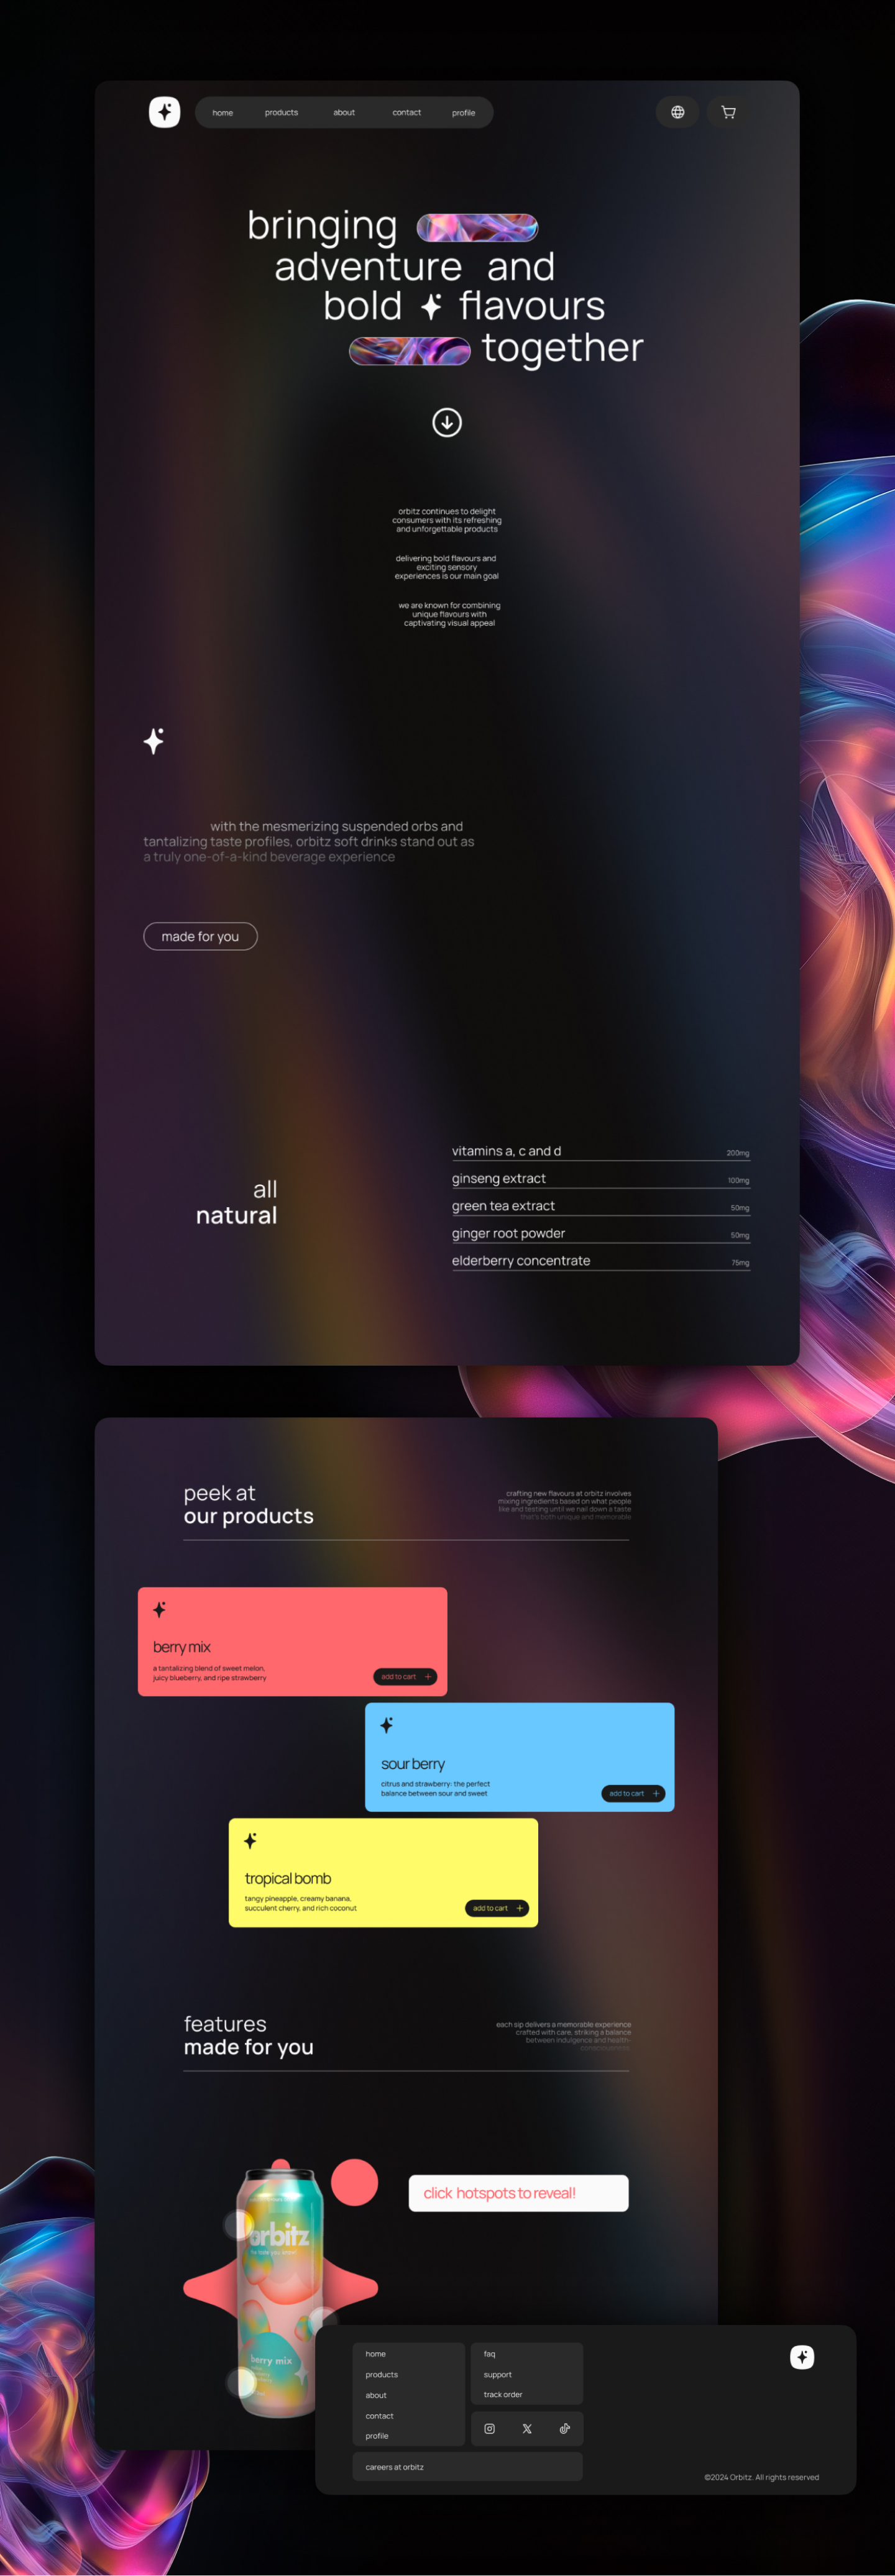 home products about contact profile
bringing
adventure and
bold flavours
together
orbitz continues to delight
consumers with its refreshing
and unforgettable products
delivering bold flavours and
exciting sensory
experiences is our main goal
we are known for combining
unique flavours with
captivating visual appeal
with the mesmerizing suspended orbs and
tantalizing taste profiles, orbitz soft drinks stand out as
a truly one-of-a-kind beverage experience
made for you
all
natural
vitamins a, c and d 200mg
ginseng extract 100mg
green tea extract 50mg
ginger root powder 50mg
elderberry concentrate 75mg
peek at
our products
crafting new flavours at orbitz involves
mixing ingredients based on what people
like and testing until we nail down a taste
that's both unique and memorable
berry mix
a tantalizing blend of sweet melon,
juicy blueberry, and ripe strawberry
add to cart +
sour berry
citrus and strawberry: the perfect
balance between sour and sweet
add to cart +
tropical bomb
tangy pineapple, creamy banana,
succulent cherry, and rich coconut
add to cart +
features
made for you
each sip delivers a memorable experience
crafted with care, striking a balance
between indulgence and health-
consciousness
click hotspots to reveal!
orbitz
berry mix
home
products
about
contact
profile
faq
support
track order
careers at orbitz
©2024 Orbitz. All rights reserved